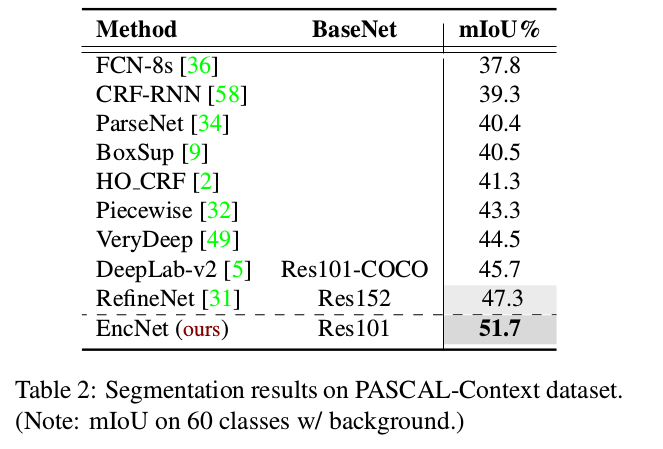 Method BaseNet mIoU%
FCN-8s [36] 37.8
CRF-RNN [58] 39.3
ParseNet [34] 40.4
BoxSup [9] 40.5
HO_CRF [2] 41.3
Piecewise [32] 43.3
VeryDeep [49] 44.5
DeepLab-v2 [5] Res101-COCO 45.7
RefineNet [31] Res152 47.3
EncNet (ours) Res101 51.7
Table 2: Segmentation results on PASCAL-Context dataset.
(Note: mIoU on 60 classes w/ background.)